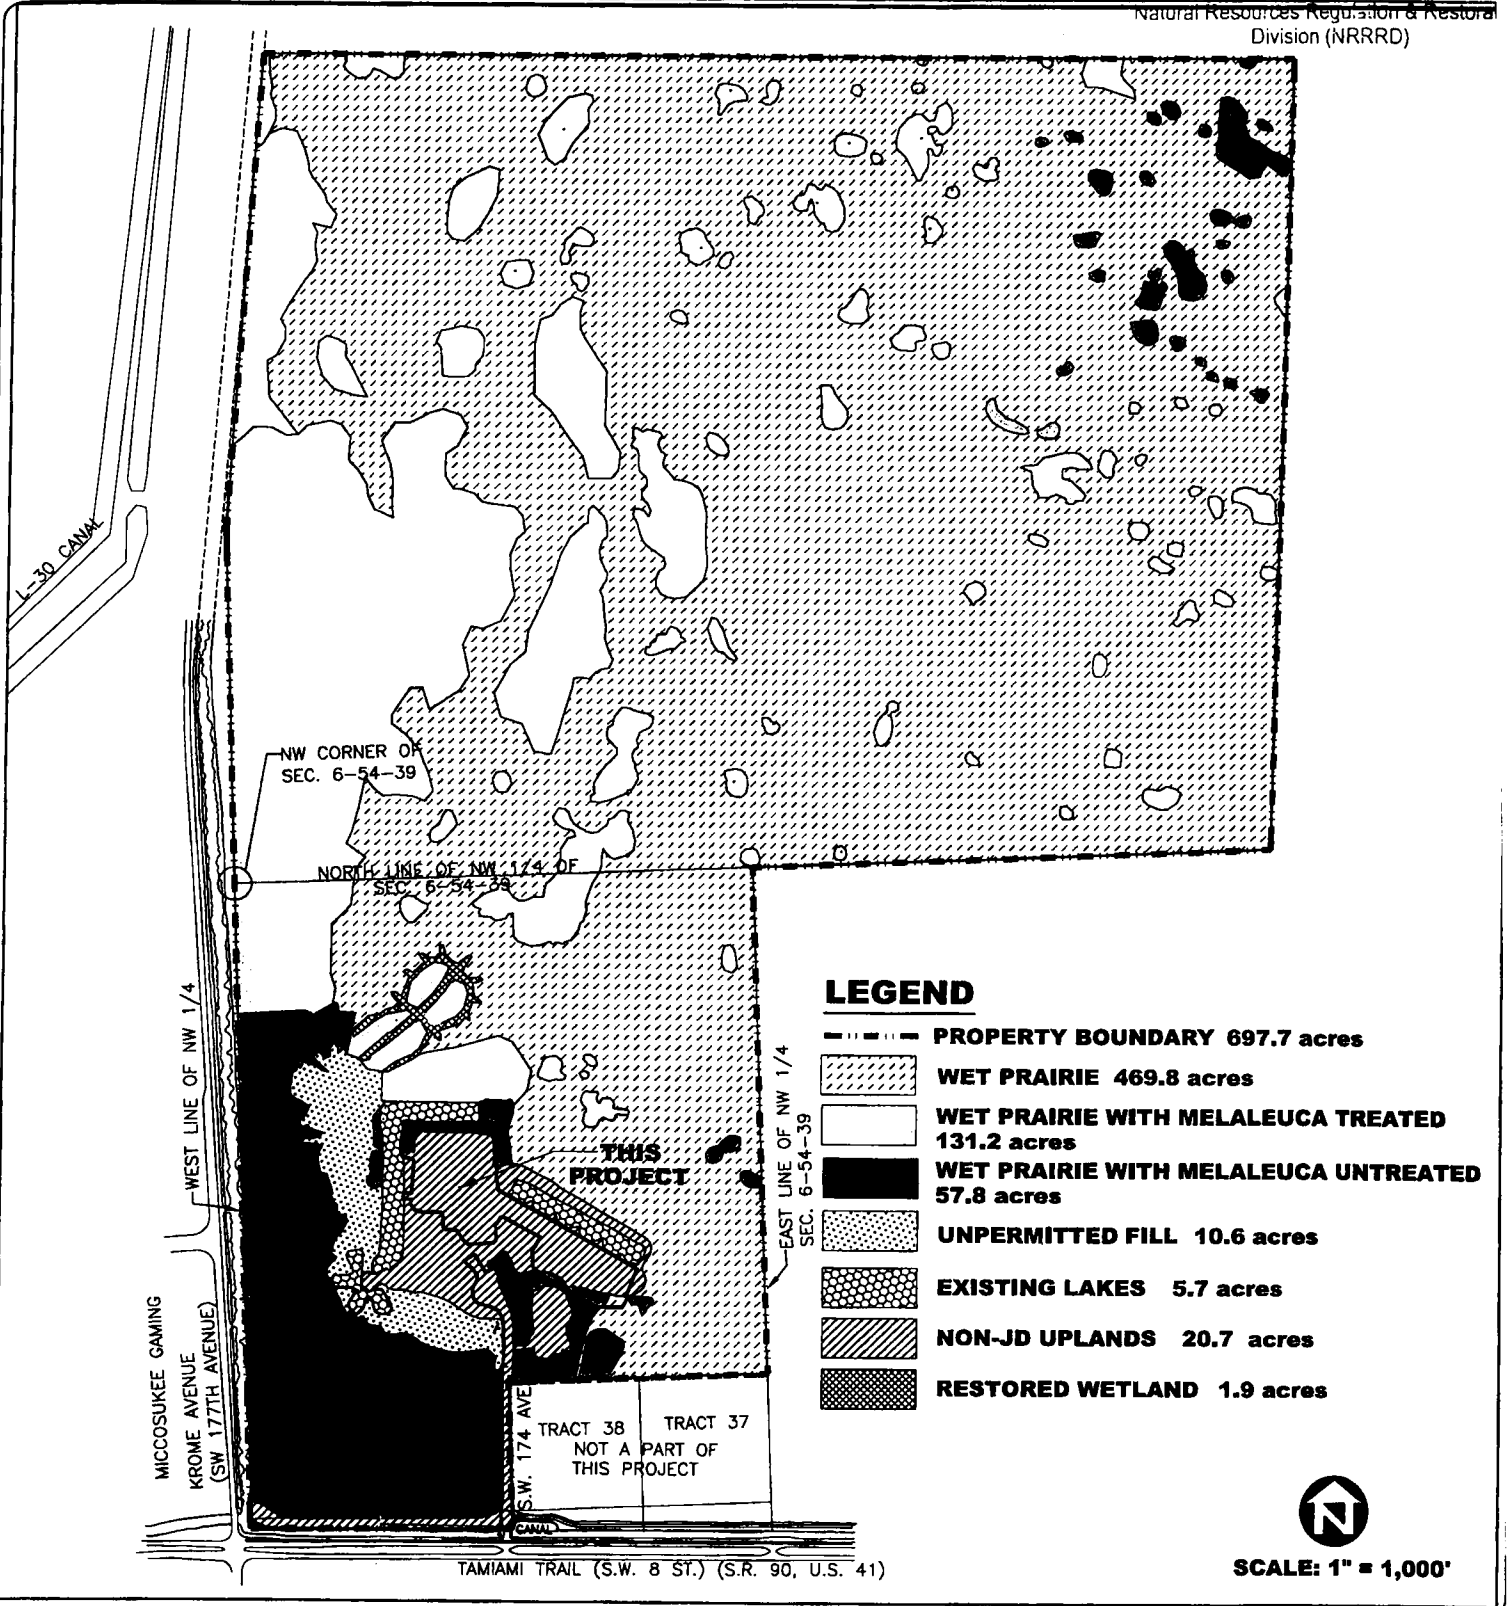 Natural Resources Regulation & Restoral
Division (NRRRD)
L-30 CANAL
NW CORNER OF
SEC. 6-54-39
NORTH LINE OF NW 1/4 OF
SEC. 6-54-39
WEST LINE OF NW 1/4
THIS
PROJECT
EAST LINE OF NW 1/4
SEC. 6-54-39
LEGEND
PROPERTY BOUNDARY 697.7 acres
WET PRAIRIE 469.8 acres
WET PRAIRIE WITH MELALEUCA TREATED
131.2 acres
WET PRAIRIE WITH MELALEUCA UNTREATED
57.8 acres
UNPERMITTED FILL 10.6 acres
EXISTING LAKES 5.7 acres
NON-JD UPLANDS 20.7 acres
RESTORED WETLAND 1.9 acres
MICCOSUKEE GAMING
KROME AVENUE
(SW 177TH AVENUE)
S.W. 174 AVE
TRACT 38
TRACT 37
NOT A PART OF
THIS PROJECT
CANAL
TAMIAMI TRAIL (S.W. 8 ST.) (S.R. 90, U.S. 41)
N
SCALE: 1" = 1,000'